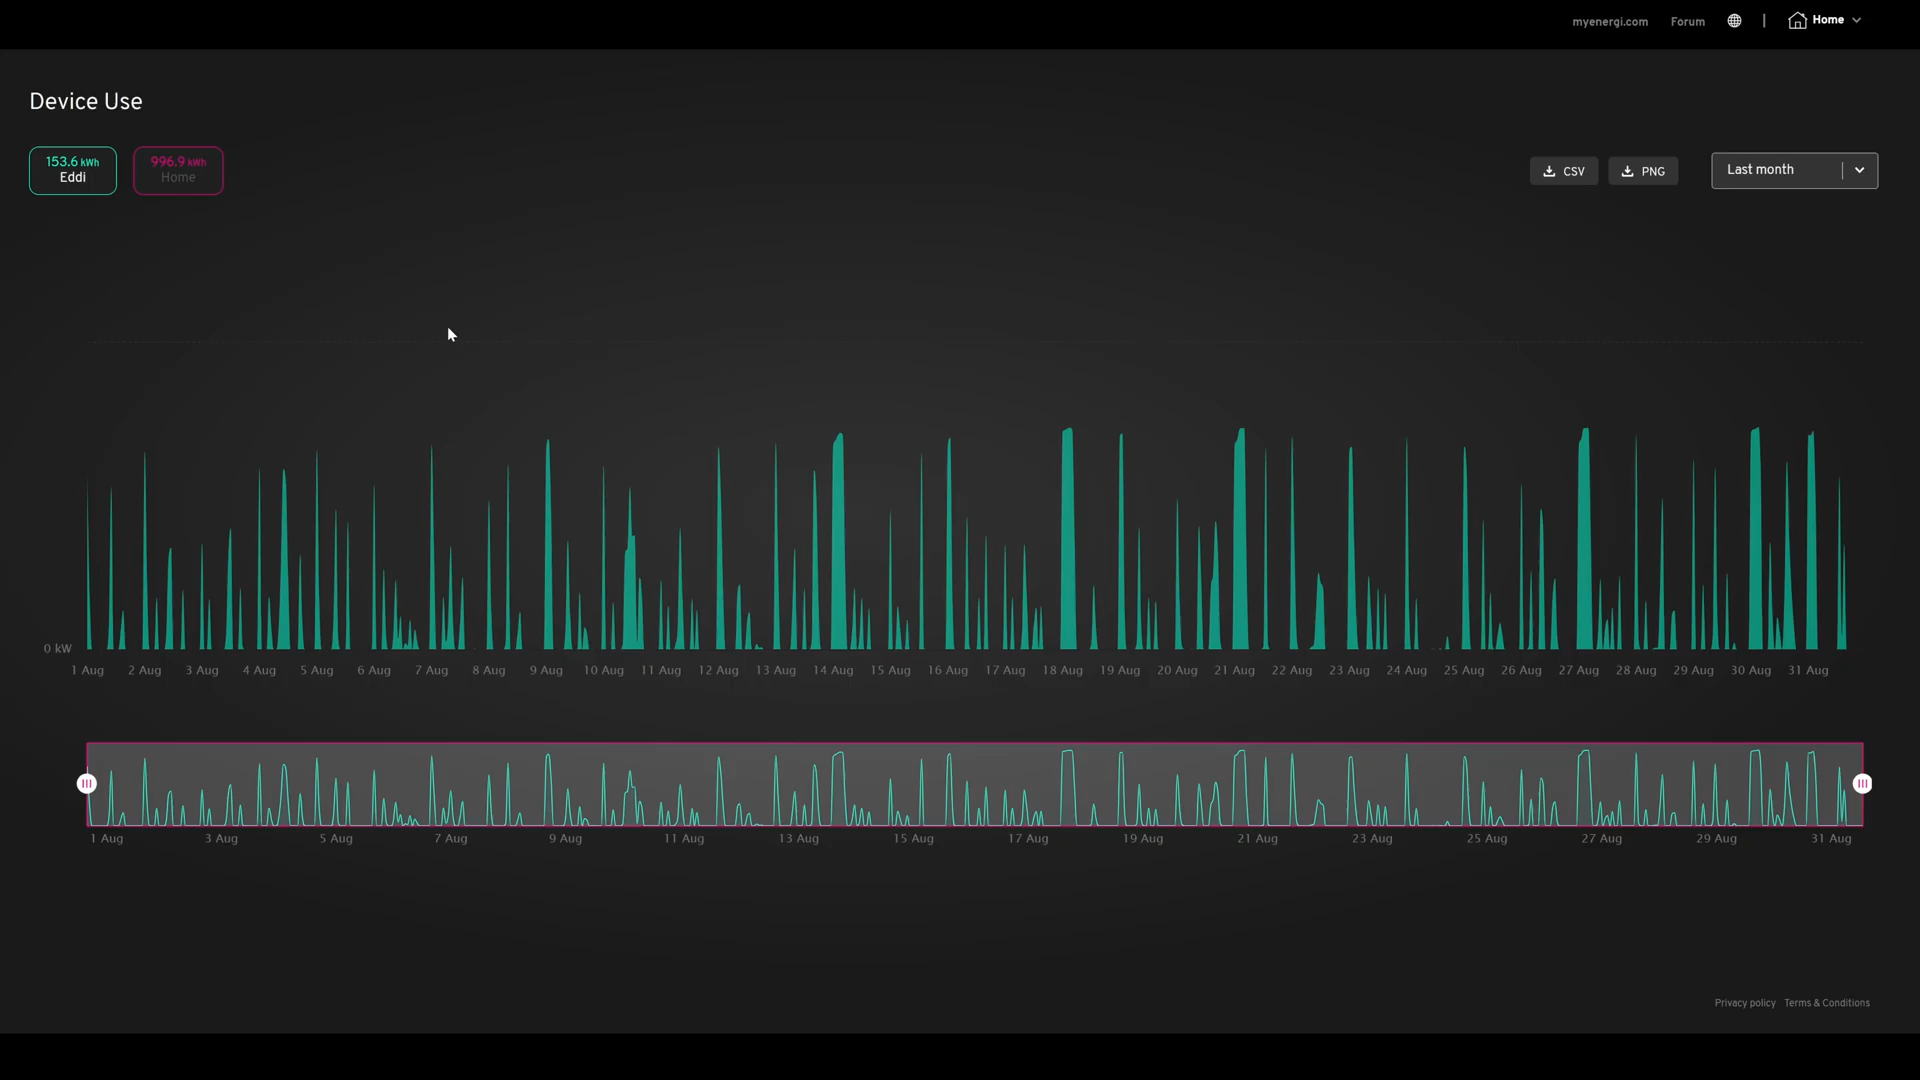 myenergi.com Forum | Home
Device Use
153.6 kWh
Eddi
996.9 kWh
Home
CSV
PNG
Last month
0 kW
1 Aug 2 Aug 3 Aug 4 Aug 5 Aug 6 Aug 7 Aug 8 Aug 9 Aug 10 Aug 11 Aug 12 Aug 13 Aug 14 Aug 15 Aug 16 Aug 17 Aug 18 Aug 19 Aug 20 Aug 21 Aug 22 Aug 23 Aug 24 Aug 25 Aug 26 Aug 27 Aug 28 Aug 29 Aug 30 Aug 31 Aug
1 Aug 3 Aug 5 Aug 7 Aug 9 Aug 11 Aug 13 Aug 15 Aug 17 Aug 19 Aug 21 Aug 23 Aug 25 Aug 27 Aug 29 Aug 31 Aug
Privacy policy Terms & Conditions